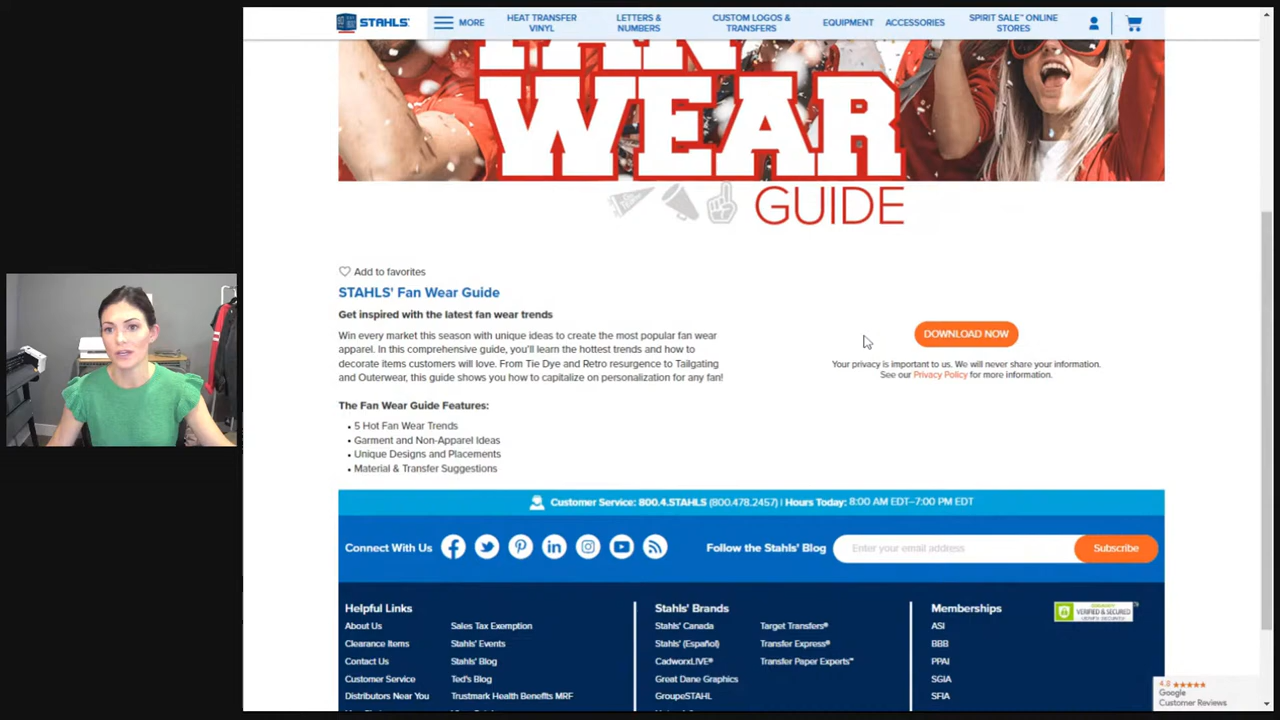 STAHLS'
MORE
HEAT TRANSFER
VINYL
LETTERS &
NUMBERS
CUSTOM LOGOS &
TRANSFERS
EQUIPMENT
ACCESSORIES
SPIRIT SALE™ ONLINE
STORES
FAN
WEAR
GUIDE
Add to favorites
STAHLS' Fan Wear Guide
Get inspired with the latest fan wear trends
Win every market this season with unique ideas to create the most popular fan wear
apparel. In this comprehensive guide, you'll learn the hottest trends and how to
decorate items customers will love. From Tie Dye and Retro resurgence to Tailgating
and Outerwear, this guide shows you how to capitalize on personalization for any fan!
DOWNLOAD NOW
Your privacy is important to us. We will never share your information.
See our Privacy Policy for more information.
The Fan Wear Guide Features:
• 5 Hot Fan Wear Trends
• Garment and Non-Apparel Ideas
• Unique Designs and Placements
• Material & Transfer Suggestions
Customer Service: 800.4.STAHLS (800.478.2457) | Hours Today: 8:00 AM EDT–7:00 PM EDT
Connect With Us
Follow the Stahls' Blog
Enter your email address
Subscribe
Helpful Links
About Us
Clearance Items
Contact Us
Customer Service
Distributors Near You
Sales Tax Exemption
Stahls' Events
Stahls' Blog
Ted's Blog
Trustmark Health Benefits MRF
Stahls' Brands
Stahls' Canada
Stahls' (Español)
CadworxLIVE®
Great Dane Graphics
GroupeSTAHL
Target Transfers®
Transfer Express®
Transfer Paper Experts™
Memberships
ASI
BBB
PPAI
SGIA
SFIA
VERIFIED & SECURED
4.8 ★★★★★
Google
Customer Reviews